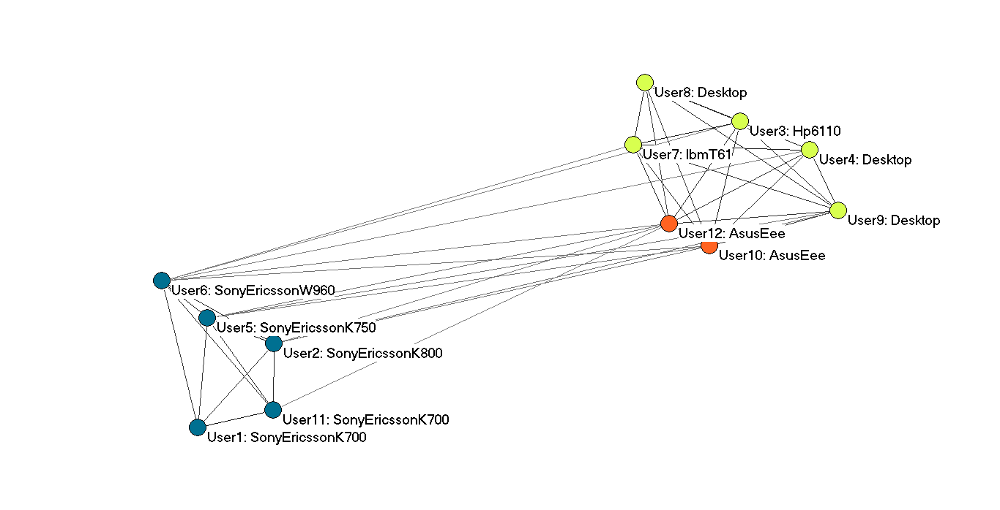 User8: Desktop
User3: Hp6110
User7: IbmT61
User4: Desktop
User9: Desktop
User12: AsusEee
User10: AsusEee
User6: SonyEricssonW960
User5: SonyEricssonK750
User2: SonyEricssonK800
User11: SonyEricssonK700
User1: SonyEricssonK700